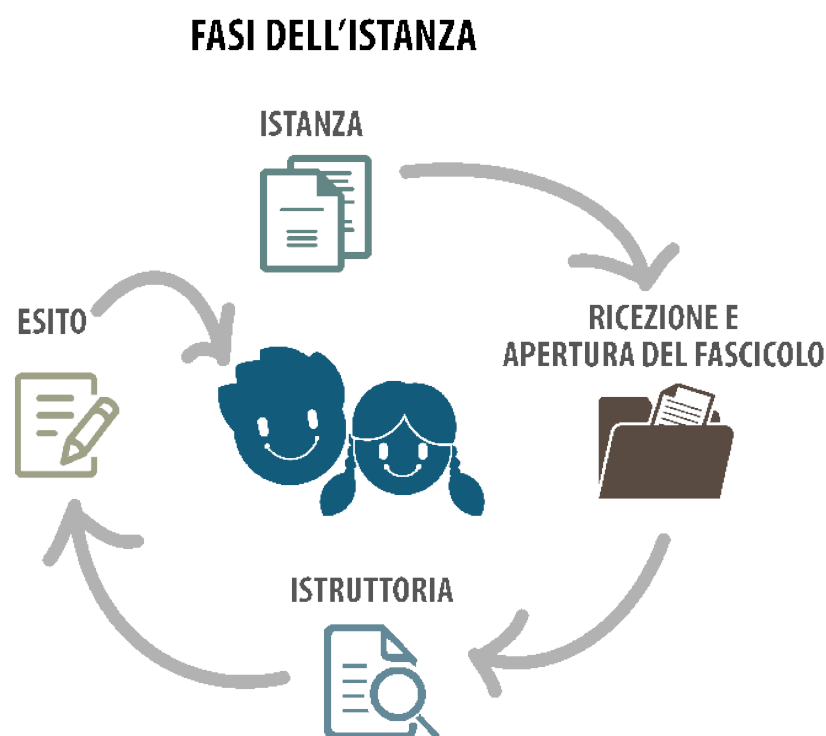 FASI DELL'ISTANZA
ISTANZA
RICEZIONE E
APERTURA DEL FASCICOLO
ISTRUTTORIA
ESITO